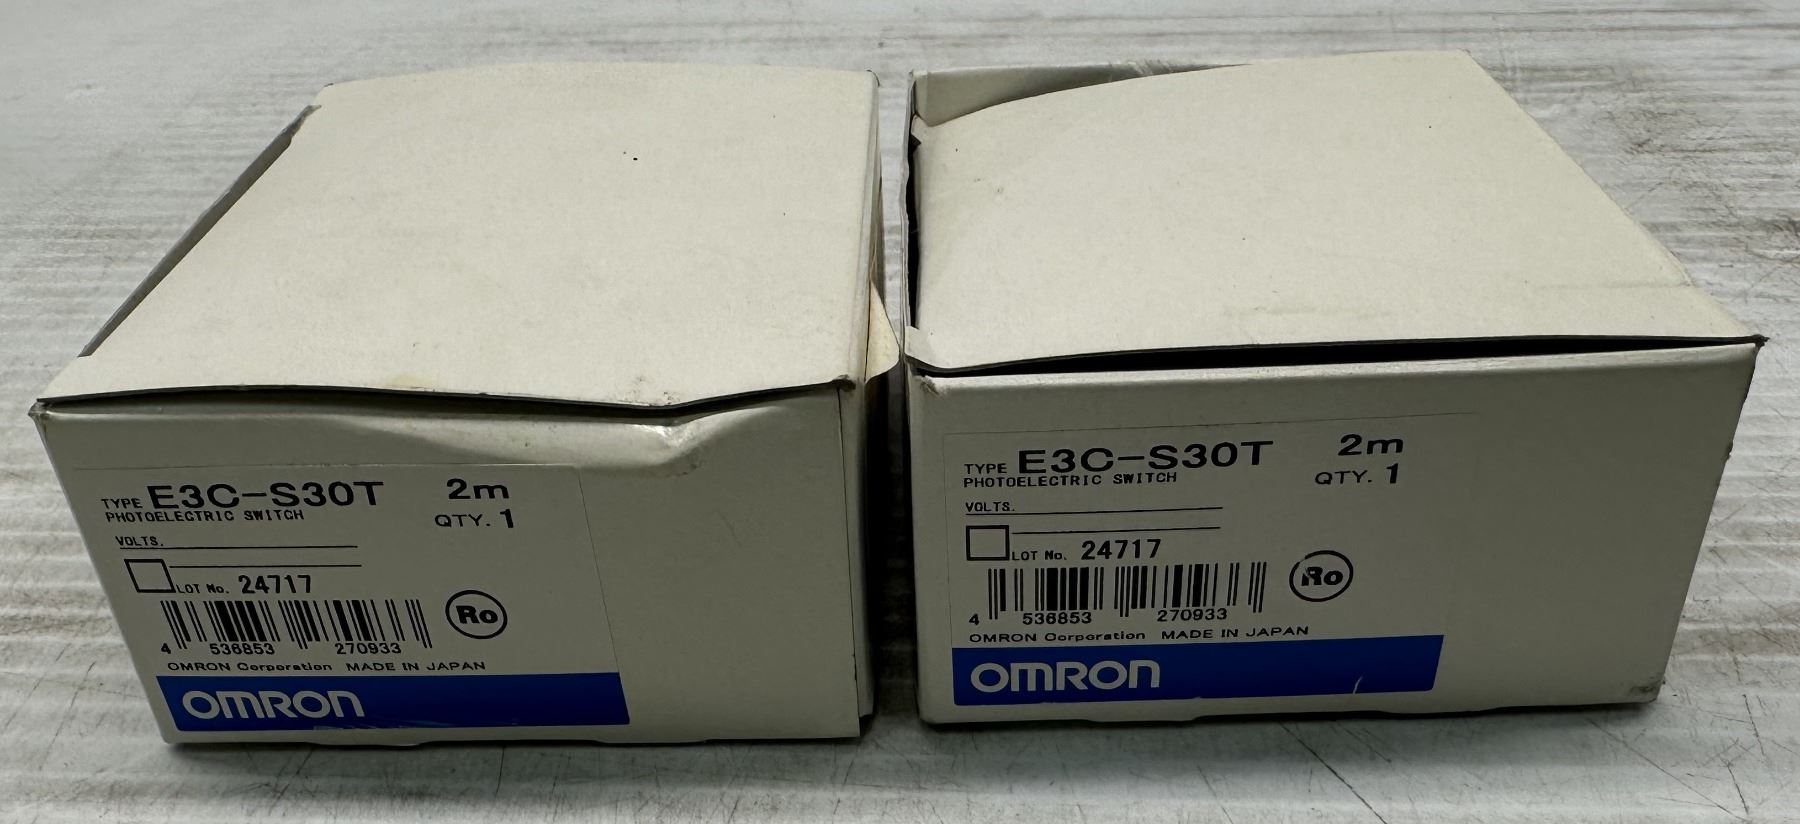 TYPE E3C-S30T 2m
PHOTOELECTRIC SWITCH QTY. 1
VOLTS.
LOT No. 24717
4 536853 270933
Ro
OMRON Corporation MADE IN JAPAN
OMRON
TYPE E3C-S30T 2m
PHOTOELECTRIC SWITCH QTY. 1
VOLTS.
LOT No. 24717
4 536853 270933
Ro
OMRON Corporation MADE IN JAPAN
OMRON